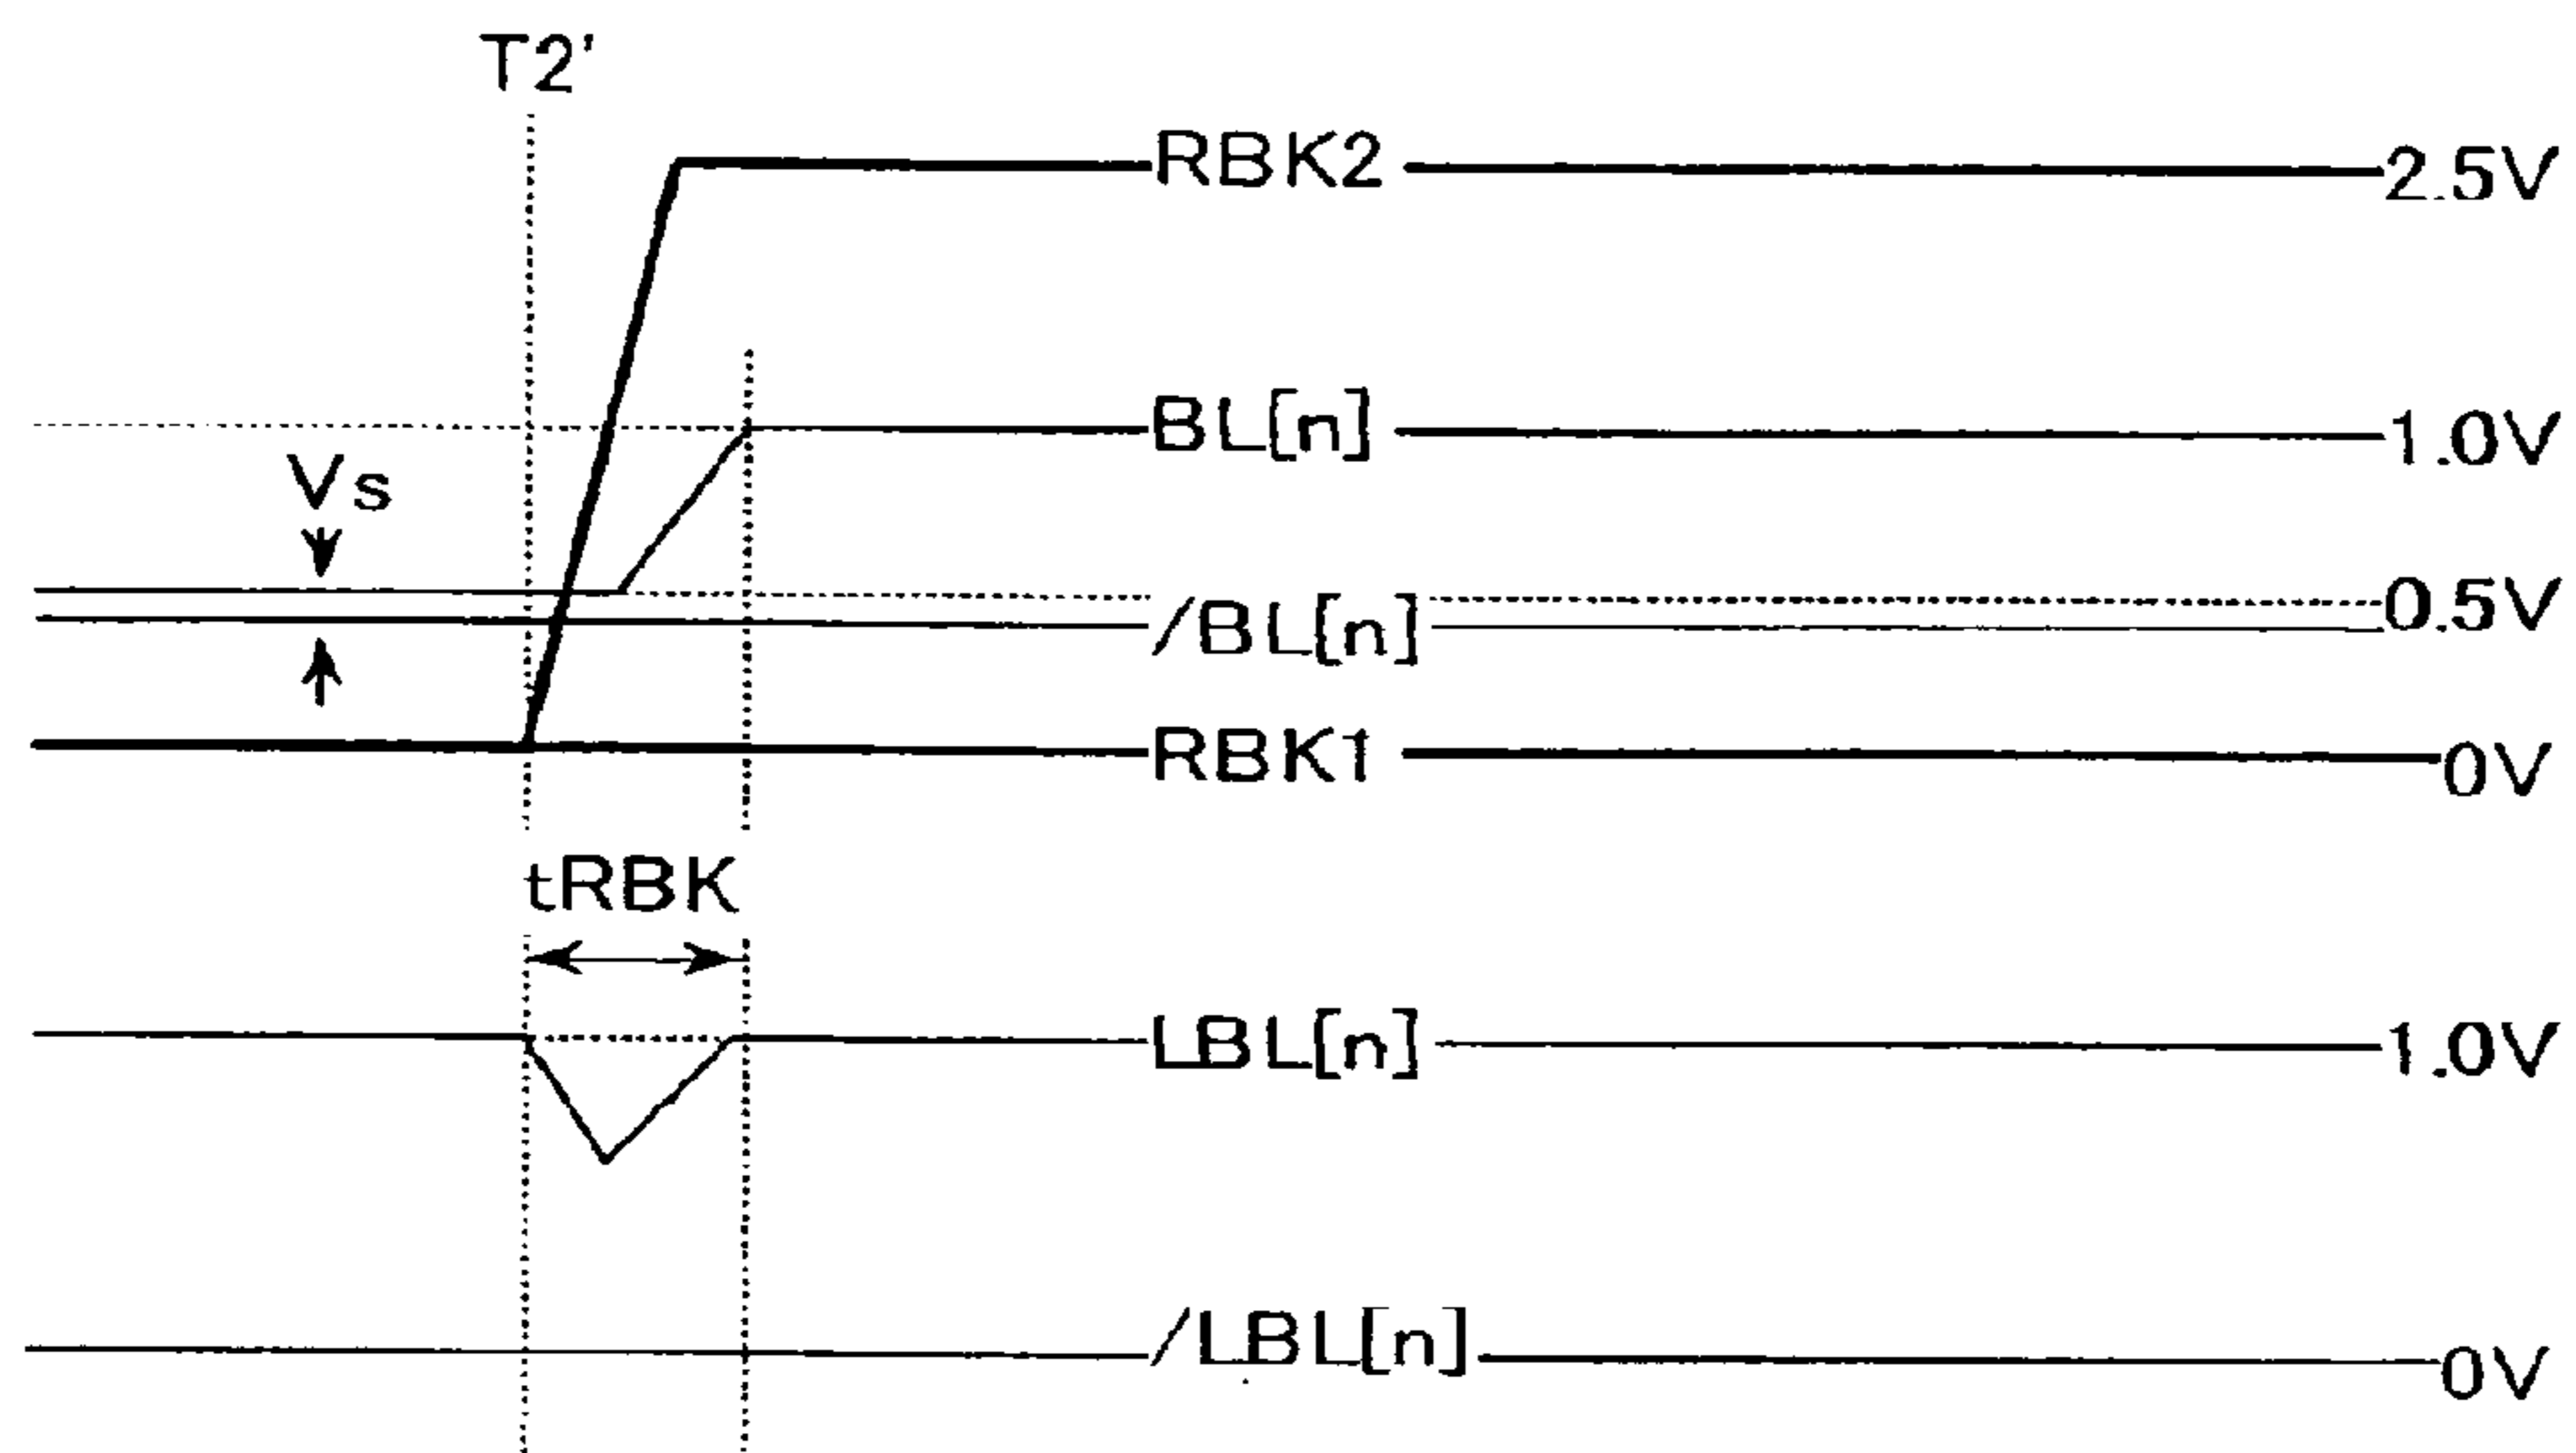 T2'
RBK2 2.5V
BL[n] 1.0V
Vs
/BL[n] 0.5V
RBK1 0V
tRBK
LBL[n] 1.0V
/LBL[n] 0V